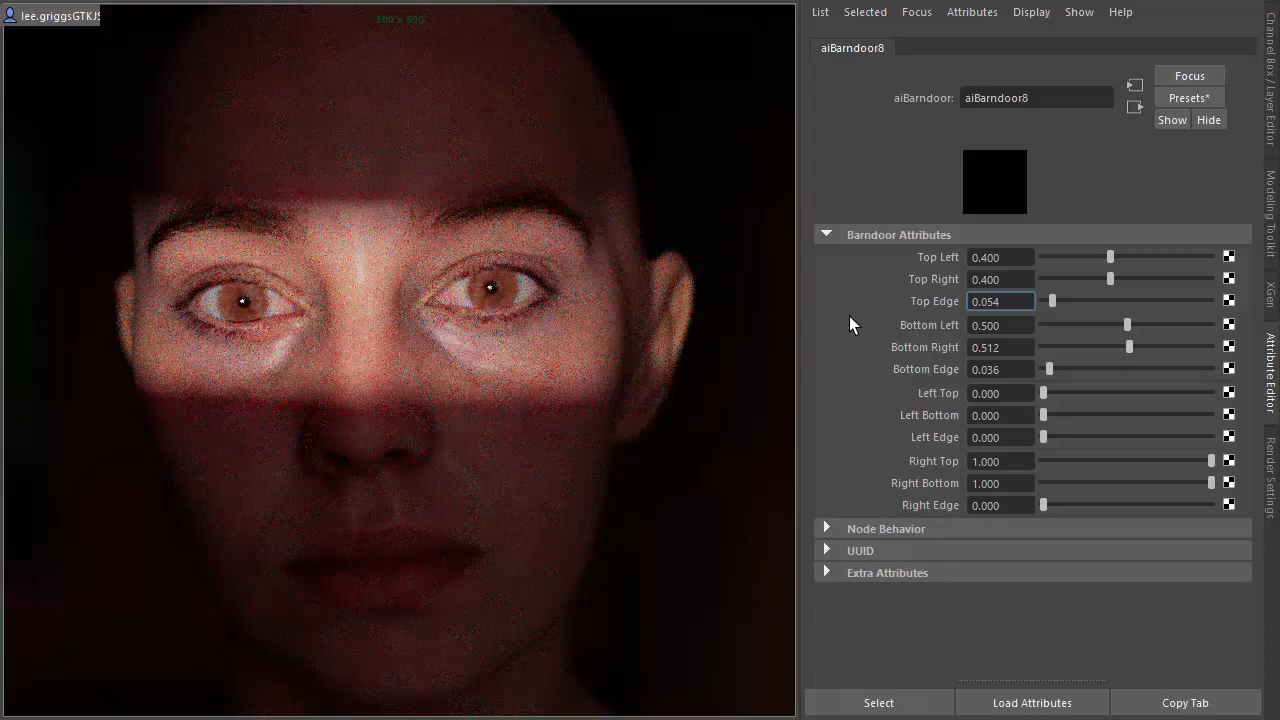 lee.griggsGTKJS
560 x 500
List Selected Focus Attributes Display Show Help
aiBarndoor8
Focus
aiBarndoor: aiBarndoor8
Presets*
Show Hide
Barndoor Attributes
Top Left 0.400
Top Right 0.400
Top Edge 0.054
Bottom Left 0.500
Bottom Right 0.512
Bottom Edge 0.036
Left Top 0.000
Left Bottom 0.000
Left Edge 0.000
Right Top 1.000
Right Bottom 1.000
Right Edge 0.000
Node Behavior
UUID
Extra Attributes
Select Load Attributes Copy Tab
Channel Box / Layer Editor
Modeling Toolkit
XGen
Attribute Editor
Render Settings